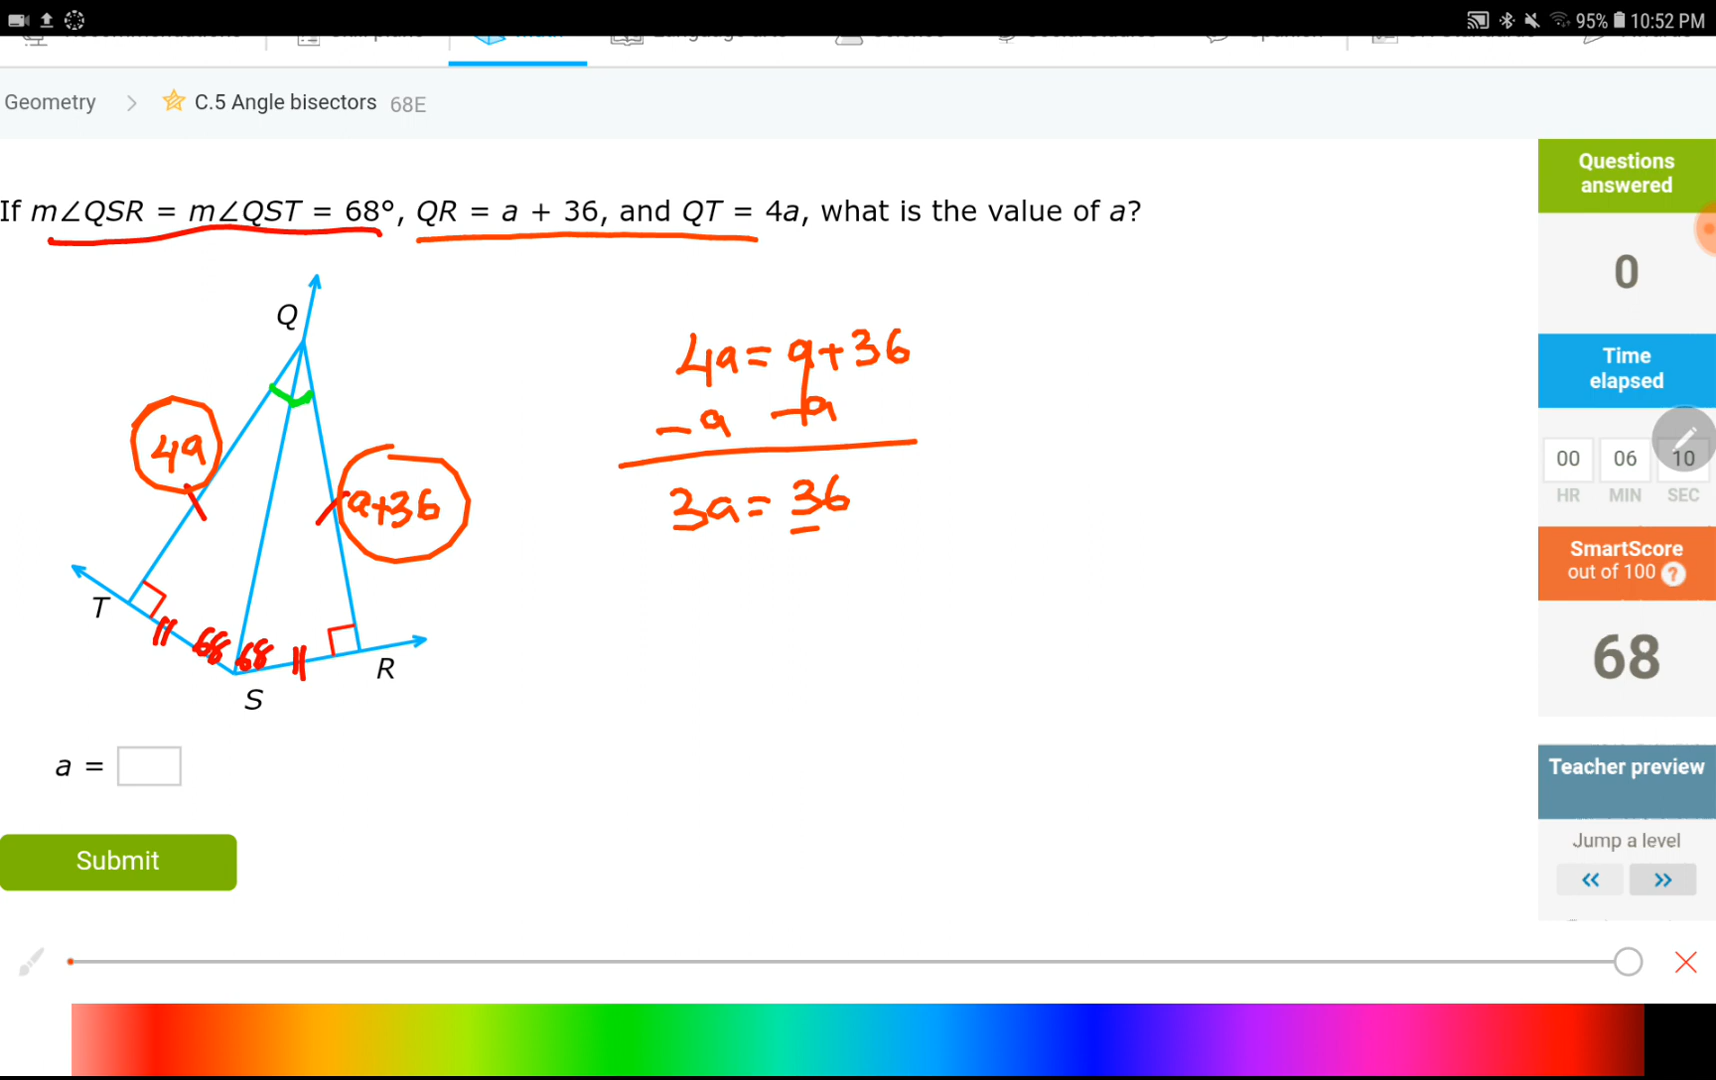 95% 10:52 PM
Geometry > C.5 Angle bisectors 68E
If m∠QSR = m∠QST = 68°, QR = a + 36, and QT = 4a, what is the value of a?
Q
4a
a+36
T
68
68
R
S
4a = a+36
-a -a
3a = 36
a =
Submit
Questions answered
0
Time elapsed
00 06 10
HR MIN SEC
SmartScore
out of 100 ?
68
Teacher preview
Jump a level